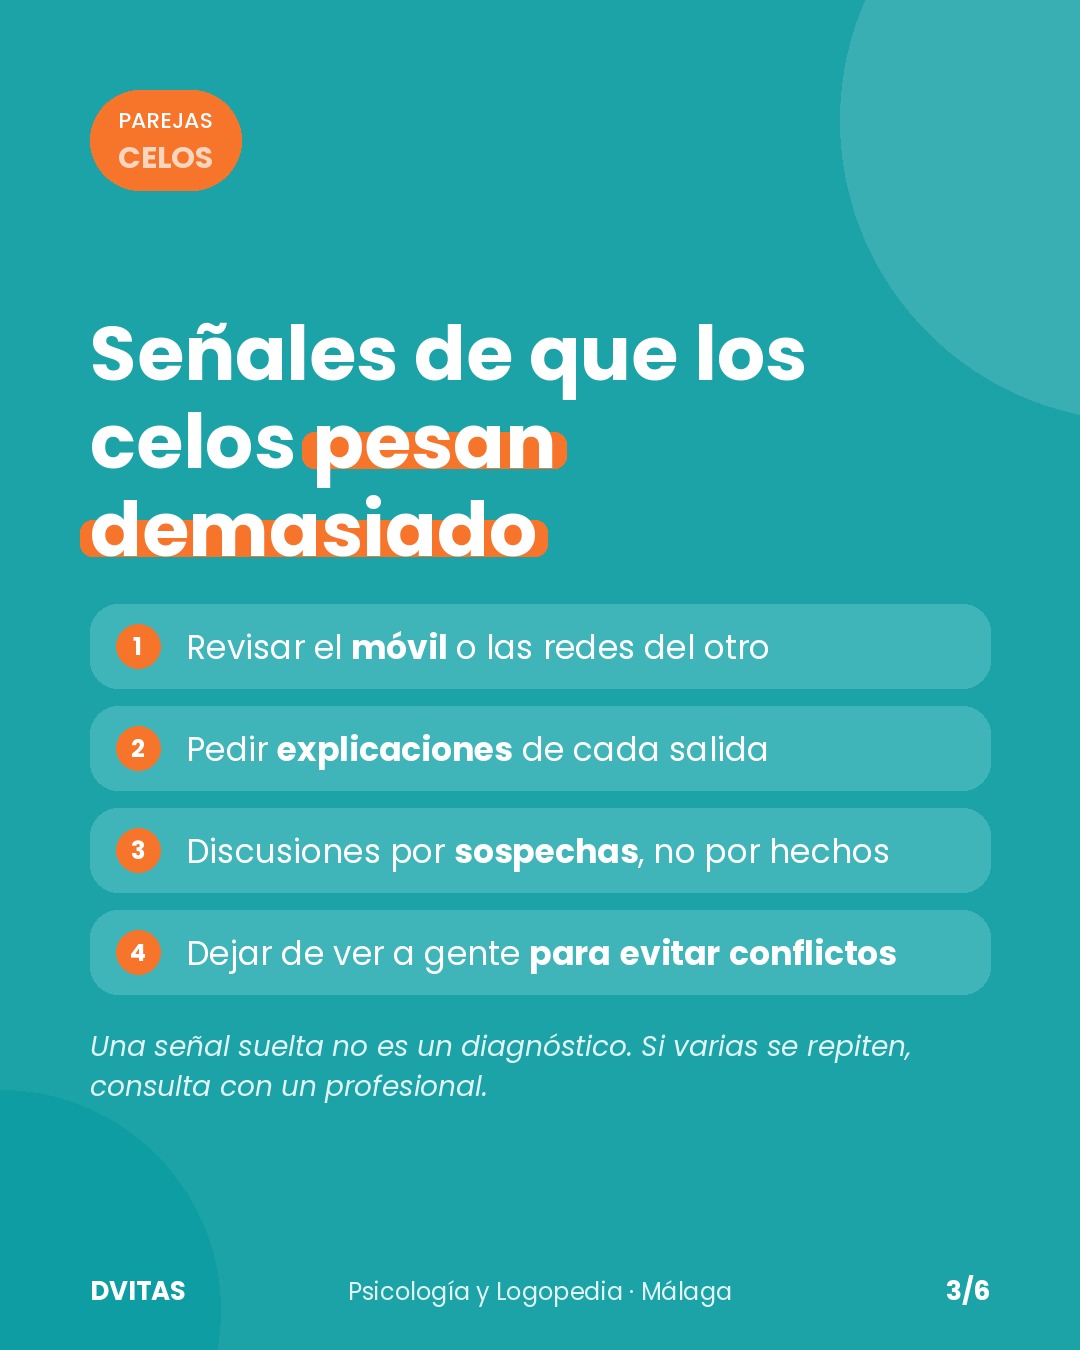 PAREJAS
CELOS
Señales de que los
celos pesan
demasiado
1 Revisar el móvil o las redes del otro
2 Pedir explicaciones de cada salida
3 Discusiones por sospechas, no por hechos
4 Dejar de ver a gente para evitar conflictos
Una señal suelta no es un diagnóstico. Si varias se repiten,
consulta con un profesional.
DVITAS Psicología y Logopedia · Málaga 3/6